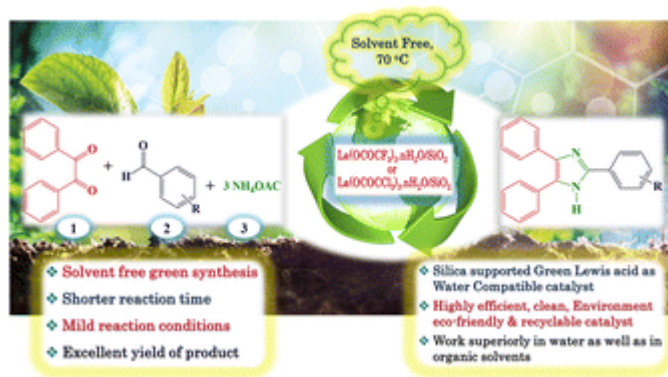 Solvent Free,
70 °C
La(OCOCF₃)₃.nH₂O/SiO₂
or
La(OCOCCl₃)₃.nH₂O/SiO₂
O
O
+
O
H
R
+ 3 NH₄OAC
1
2
3
N
N
H
R
❖ Solvent free green synthesis
❖ Shorter reaction time
❖ Mild reaction conditions
❖ Excellent yield of product
❖ Silica supported Green Lewis acid as
Water Compatible catalyst
❖ Highly efficient, clean, Environment
eco-friendly & recyclable catalyst
❖ Work superiorly in water as well as in
organic solvents